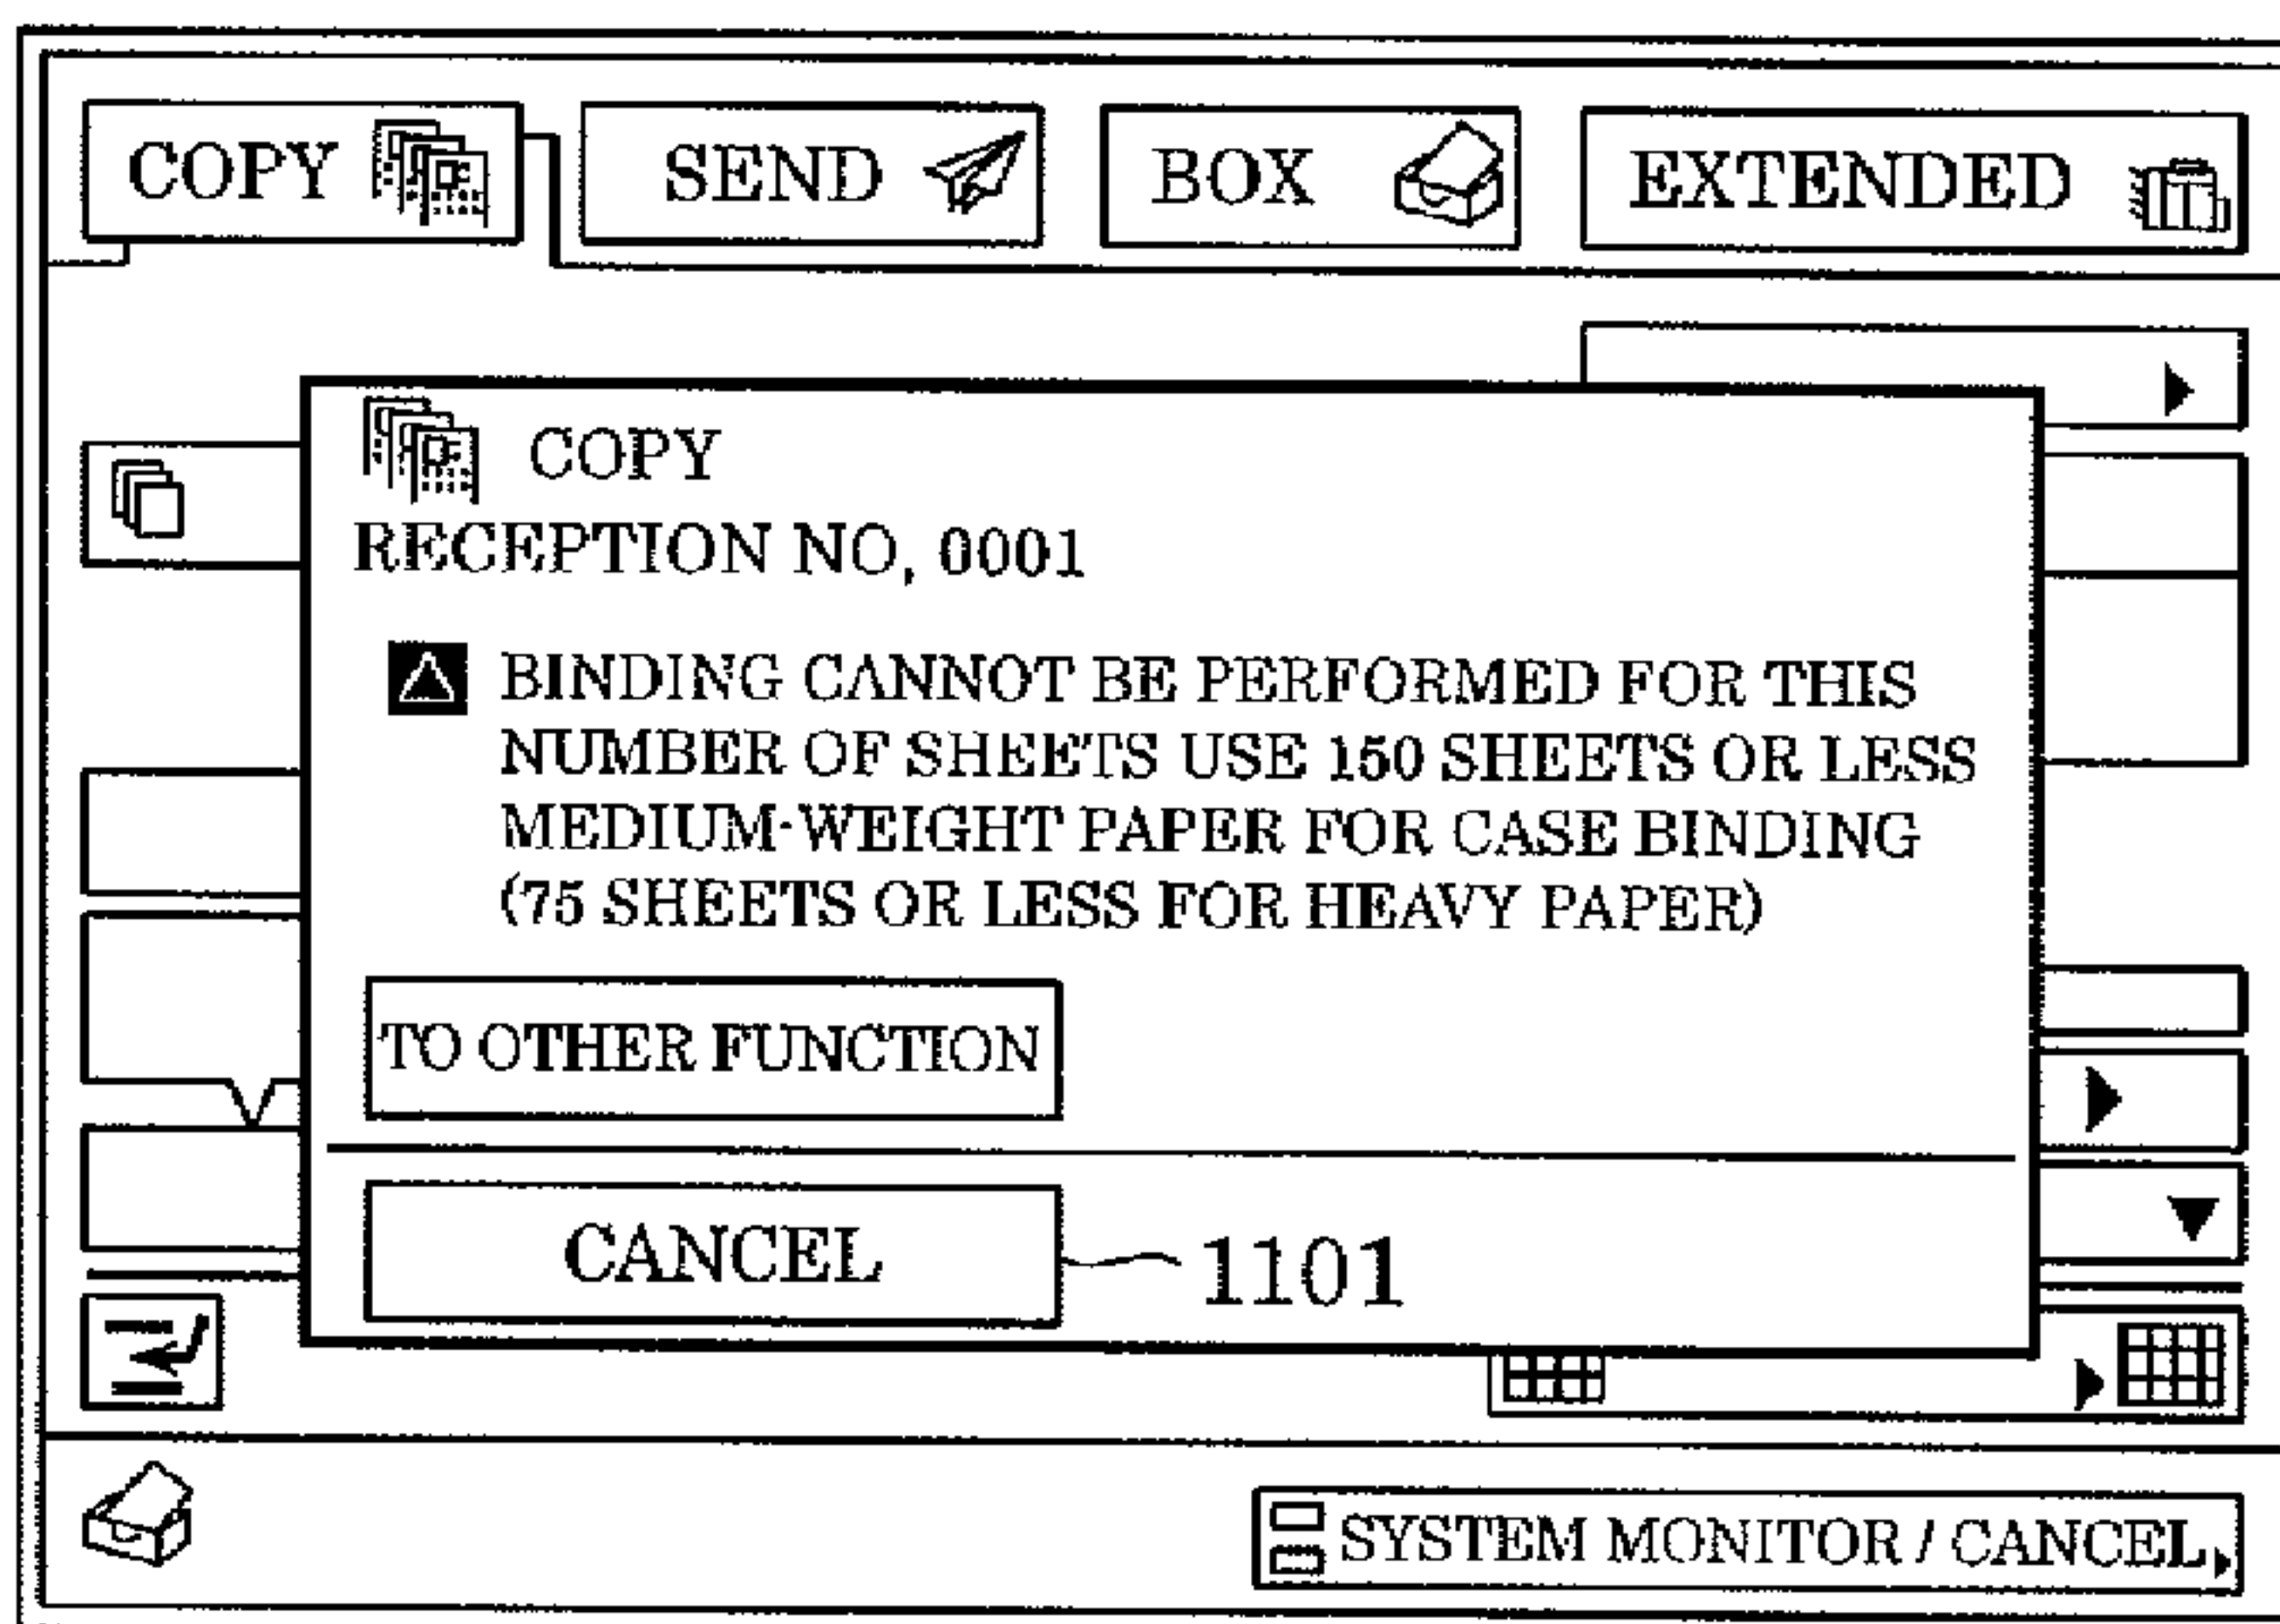 COPY
SEND
BOX
EXTENDED
COPY
RECEPTION NO, 0001
BINDING CANNOT BE PERFORMED FOR THIS
NUMBER OF SHEETS USE 150 SHEETS OR LESS
MEDIUM-WEIGHT PAPER FOR CASE BINDING
(75 SHEETS OR LESS FOR HEAVY PAPER)
TO OTHER FUNCTION
CANCEL
1101
SYSTEM MONITOR / CANCEL